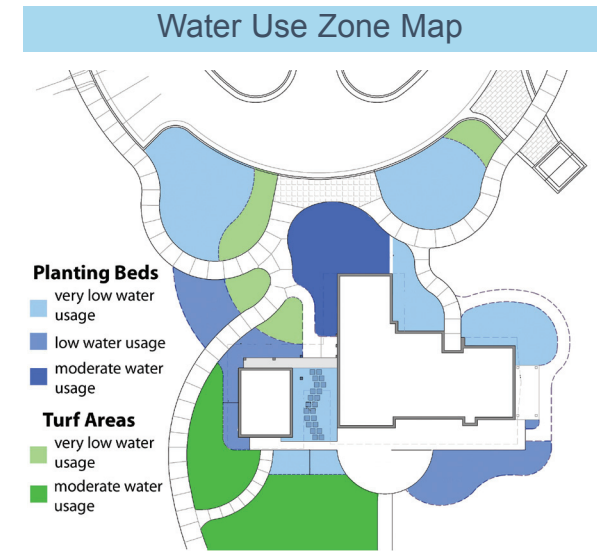 Water Use Zone Map
Planting Beds
very low water
usage
low water usage
moderate water
usage
Turf Areas
very low water
usage
moderate water
usage